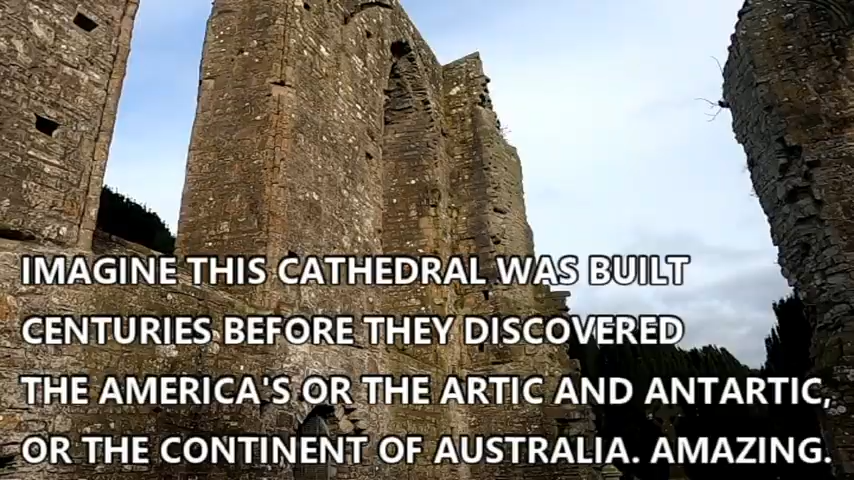 IMAGINE THIS CATHEDRAL WAS BUILT
CENTURIES BEFORE THEY DISCOVERED
THE AMERICA'S OR THE ARTIC AND ANTARTIC,
OR THE CONTINENT OF AUSTRALIA. AMAZING.